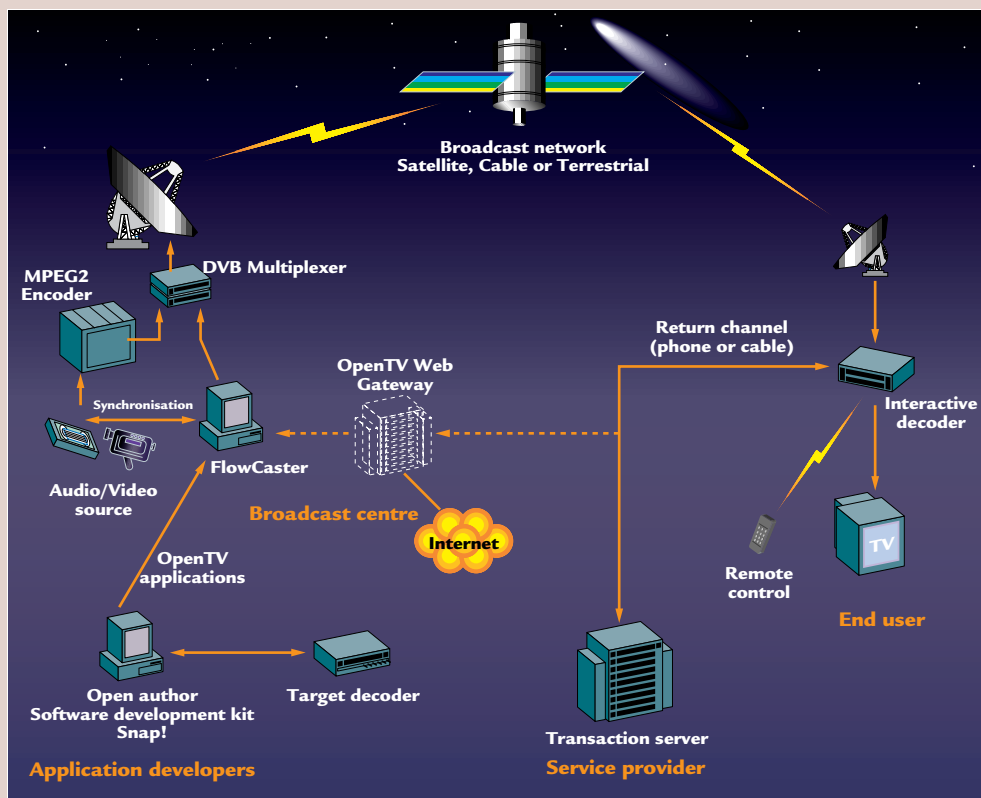 Broadcast network
Satellite, Cable or Terrestrial
DVB Multiplexer
MPEG2
Encoder
Return channel
(phone or cable)
OpenTV Web
Gateway
Interactive
decoder
Synchronisation
FlowCaster
Audio/Video
source
Broadcast centre
Internet
TV
OpenTV
applications
Remote
control
End user
Open author
Software development kit
Snap!
Target decoder
Transaction server
Application developers
Service provider